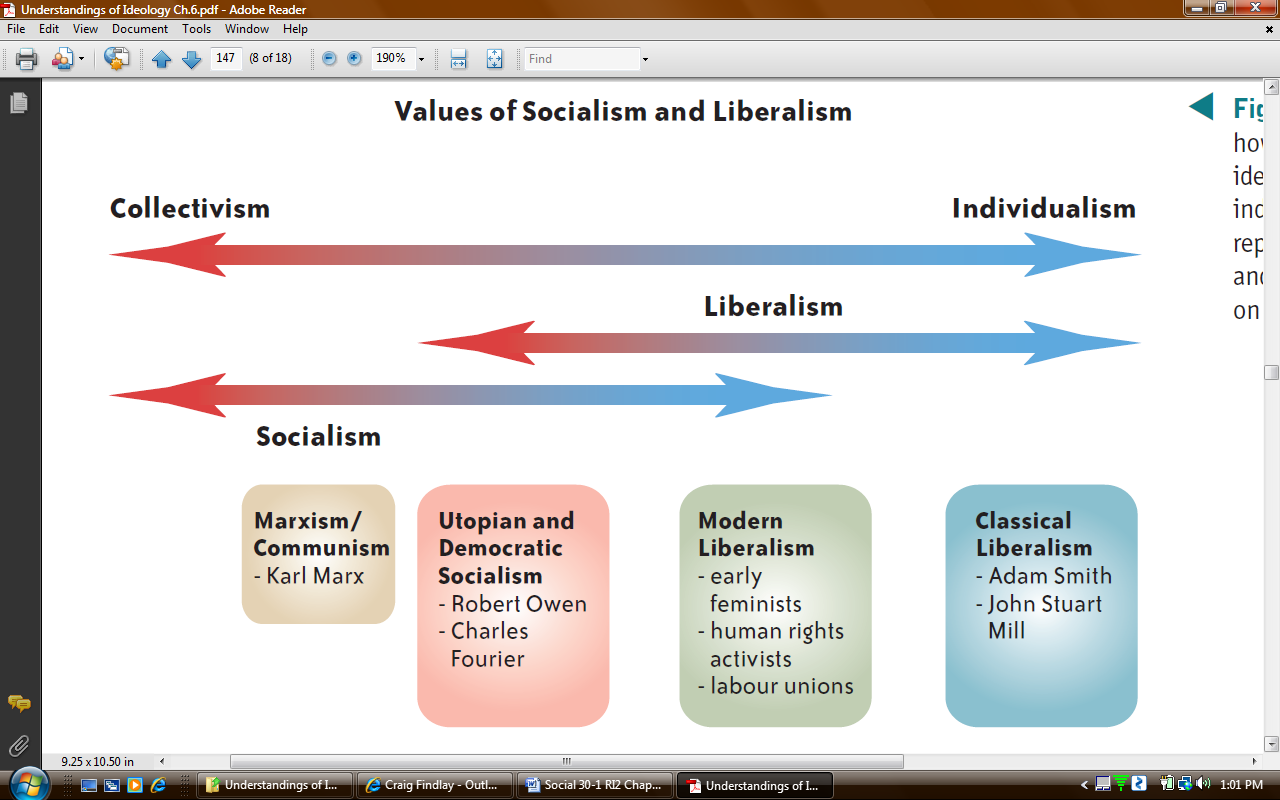 Understandings of Ideology Ch.6.pdf - Adobe Reader
File Edit View Document Tools Window Help
147 (8 of 18) 190% Find
Values of Socialism and Liberalism
Fig
how
ide
inc
rep
and
on
Collectivism Individualism
Liberalism
Socialism
Marxism/
Communism
- Karl Marx
Utopian and
Democratic
Socialism
- Robert Owen
- Charles
Fourier
Modern
Liberalism
- early
feminists
- human rights
activists
- labour unions
Classical
Liberalism
- Adam Smith
- John Stuart
Mill
9.25 x 10.50 in
Understandings of I... Craig Findlay - Outl... Social 30-1 RI2 Chap... Understandings of I... 1:01 PM